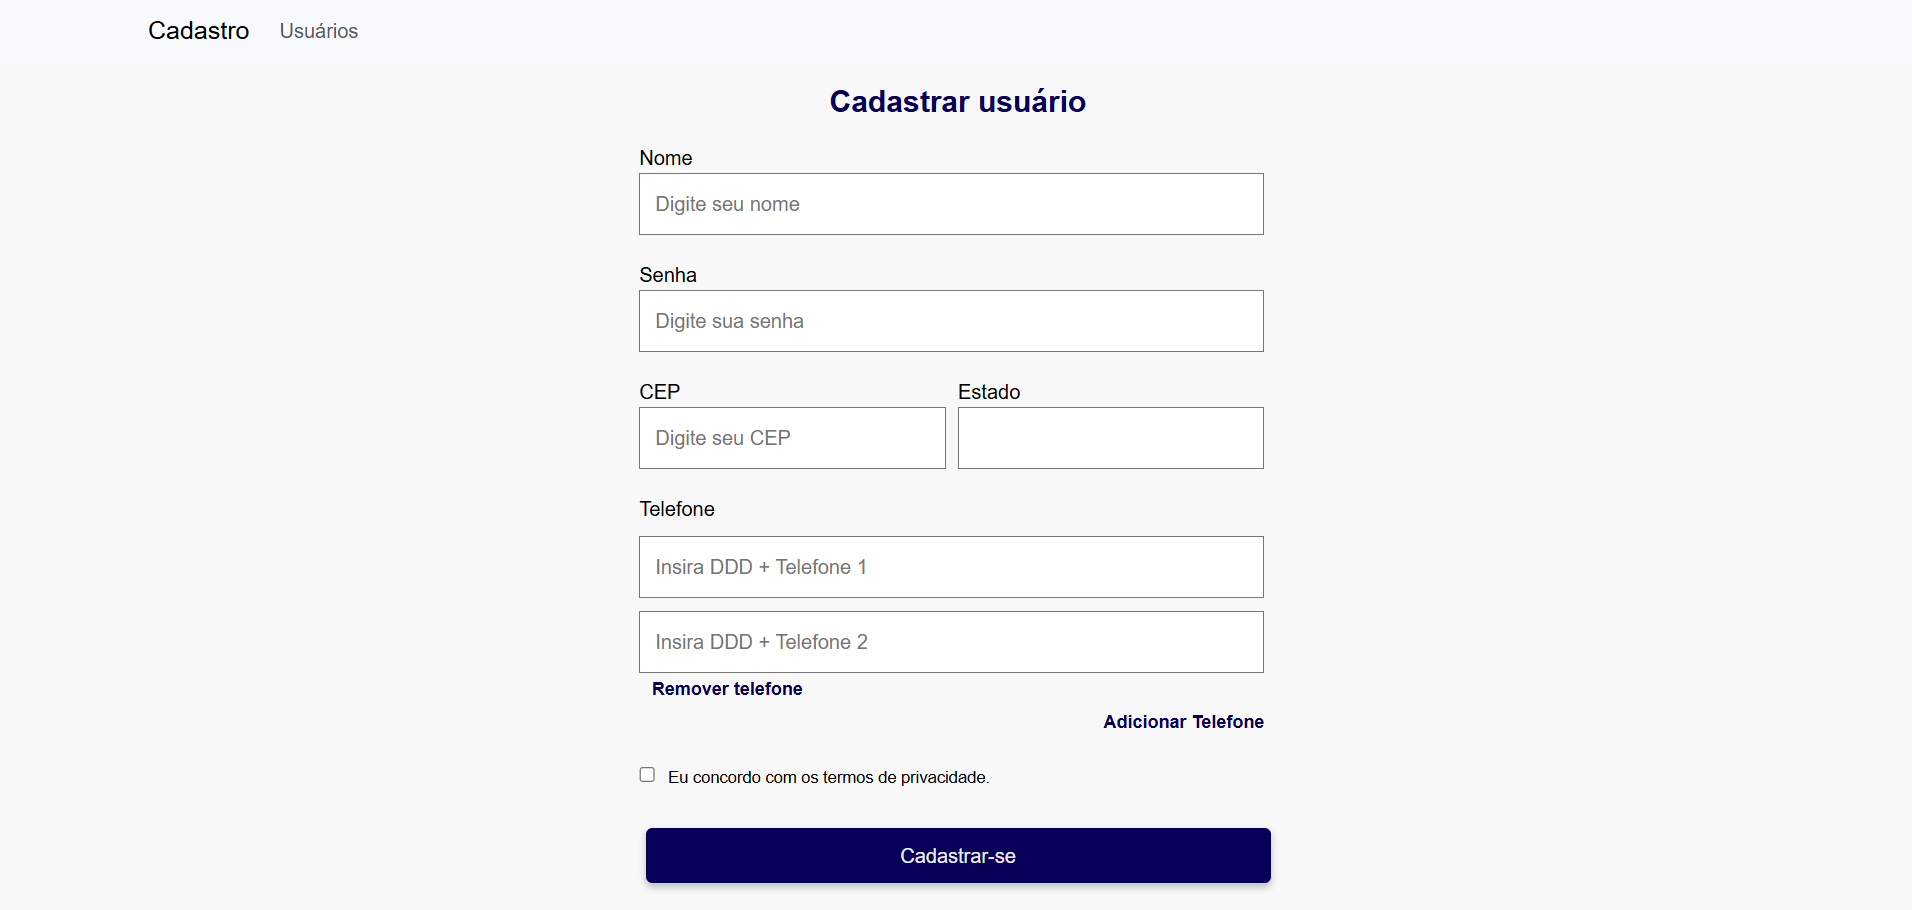 Cadastro Usuários
Cadastrar usuário
Nome
Digite seu nome
Senha
Digite sua senha
CEP Estado
Digite seu CEP
Telefone
Insira DDD + Telefone 1
Insira DDD + Telefone 2
Remover telefone
Adicionar Telefone
Eu concordo com os termos de privacidade.
Cadastrar-se